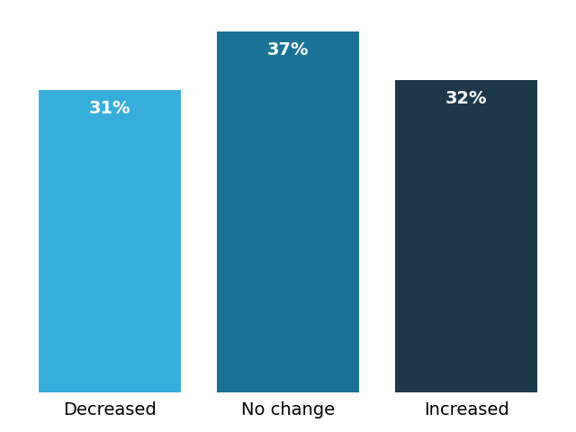 37%
31%
32%
Decreased
No change
Increased